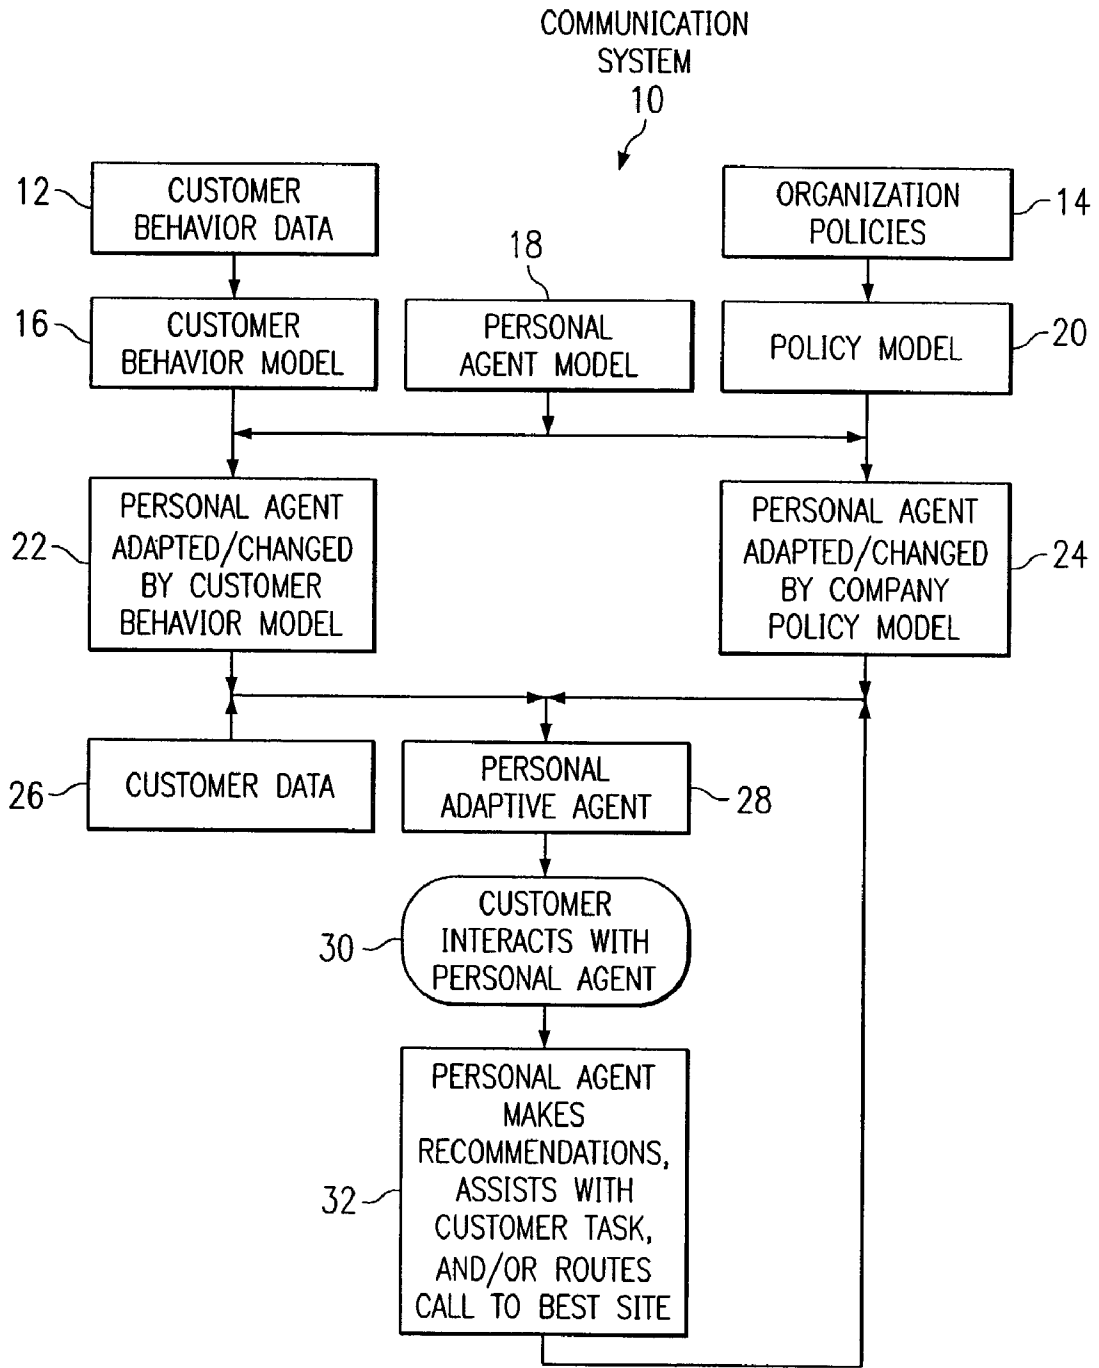 COMMUNICATION
SYSTEM
10
12
CUSTOMER
BEHAVIOR DATA
ORGANIZATION
POLICIES
14
16
CUSTOMER
BEHAVIOR MODEL
18
PERSONAL
AGENT MODEL
POLICY MODEL
20
22
PERSONAL AGENT
ADAPTED/CHANGED
BY CUSTOMER
BEHAVIOR MODEL
PERSONAL AGENT
ADAPTED/CHANGED
BY COMPANY
POLICY MODEL
24
26
CUSTOMER DATA
PERSONAL
ADAPTIVE AGENT
28
30
CUSTOMER
INTERACTS WITH
PERSONAL AGENT
32
PERSONAL AGENT
MAKES
RECOMMENDATIONS,
ASSISTS WITH
CUSTOMER TASK,
AND/OR ROUTES
CALL TO BEST SITE